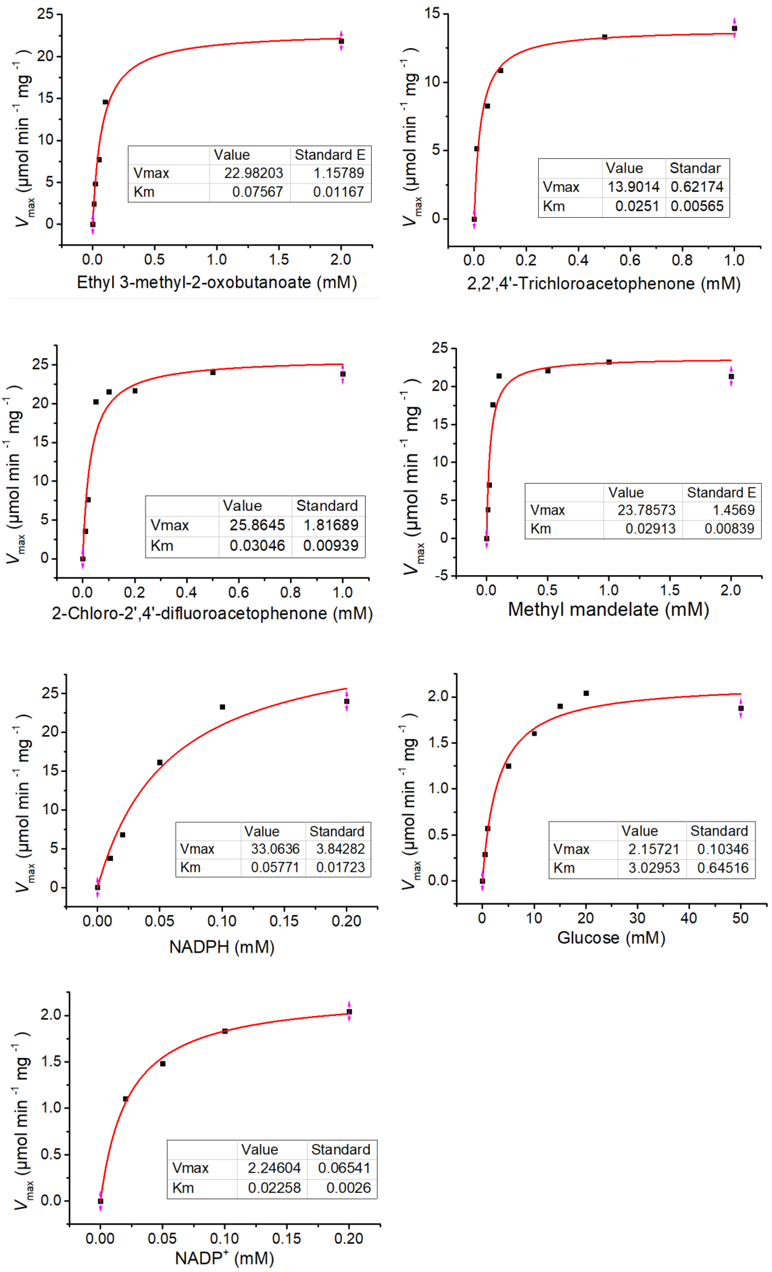 25
20
15
10
5
0
V max (μmol min -1 mg -1 )
Value Standard E
Vmax 22.98203 1.15789
Km 0.07567 0.01167
0.0 0.5 1.0 1.5 2.0
Ethyl 3-methyl-2-oxobutanoate (mM)
15
10
5
0
V max (μmol min -1 mg -1 )
Value Standar
Vmax 13.9014 0.62174
Km 0.0251 0.00565
0.0 0.2 0.4 0.6 0.8 1.0
2,2',4'-Trichloroacetophenone (mM)
25
20
15
10
5
0
V max (μmol min -1 mg -1 )
Value Standard
Vmax 25.8645 1.81689
Km 0.03046 0.00939
0.0 0.2 0.4 0.6 0.8 1.0
2-Chloro-2',4'-difluoroacetophenone (mM)
25
20
15
10
5
0
-5
V max (μmol min -1 mg -1 )
Value Standard E
Vmax 23.78573 1.4569
Km 0.02913 0.00839
0.0 0.5 1.0 1.5 2.0
Methyl mandelate (mM)
25
20
15
10
5
0
V max (μmol min -1 mg -1 )
Value Standard
Vmax 33.0636 3.84282
Km 0.05771 0.01723
0.00 0.05 0.10 0.15 0.20
NADPH (mM)
2.0
1.5
1.0
0.5
0.0
V max (μmol min -1 mg -1 )
Value Standard
Vmax 2.15721 0.10346
Km 3.02953 0.64516
0 10 20 30 40 50
Glucose (mM)
2.0
1.5
1.0
0.5
0.0
V max (μmol min -1 mg -1 )
Value Standard
Vmax 2.24604 0.06541
Km 0.02258 0.0026
0.00 0.05 0.10 0.15 0.20
NADP+ (mM)